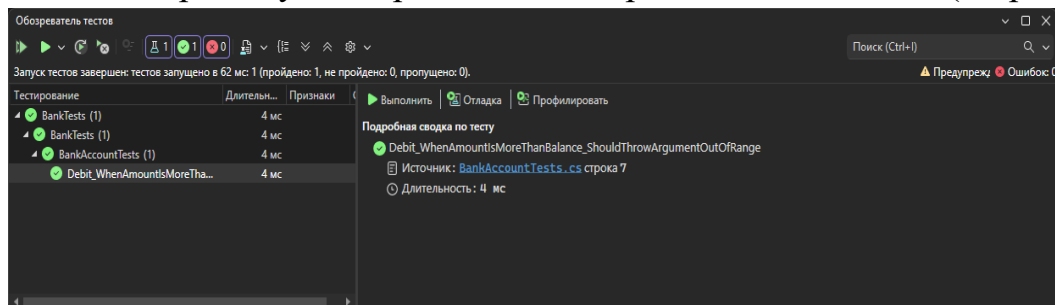 Обозреватель тестов
1 1 0
Поиск (Ctrl+I)
Запуск тестов завершен: тестов запущено в 62 мс: 1 (пройдено: 1, не пройдено: 0, пропущено: 0).
Предупреж Ошибок: 0
Тестирование Длительн... Признаки
BankTests (1) 4 мс
BankTests (1) 4 мс
BankAccountTests (1) 4 мс
Debit_WhenAmountIsMoreTha... 4 мс
Выполнить Отладка Профилировать
Подробная сводка по тесту
Debit_WhenAmountIsMoreThanBalance_ShouldThrowArgumentOutOfRange
Источник: BankAccountTests.cs строка 7
Длительность: 4 мс